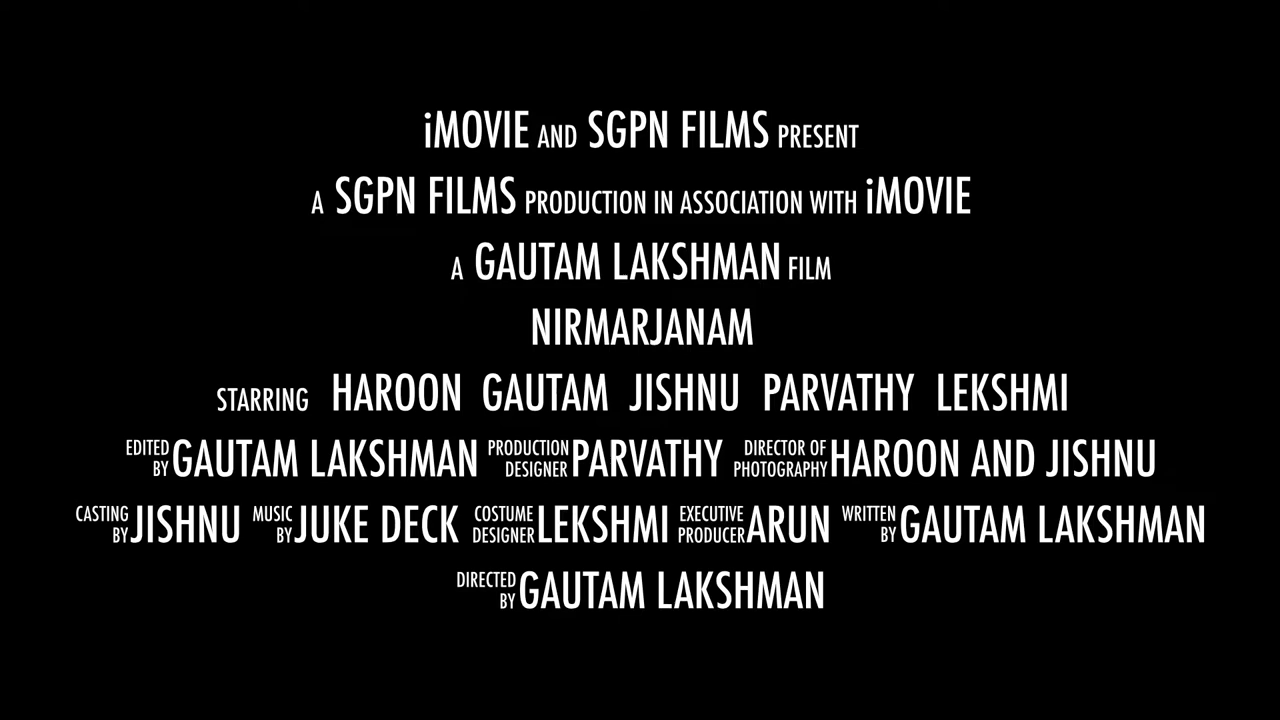 iMOVIE AND SGPN FILMS PRESENT
A SGPN FILMS PRODUCTION IN ASSOCIATION WITH iMOVIE
A GAUTAM LAKSHMAN FILM
NIRMARJANAM
STARRING HAROON GAUTAM JISHNU PARVATHY LEKSHMI
EDITED BY GAUTAM LAKSHMAN PRODUCTION DESIGNER PARVATHY DIRECTOR OF PHOTOGRAPHY HAROON AND JISHNU
CASTING BY JISHNU MUSIC BY JUKE DECK COSTUME DESIGNER LEKSHMI EXECUTIVE PRODUCER ARUN WRITTEN BY GAUTAM LAKSHMAN
DIRECTED BY GAUTAM LAKSHMAN